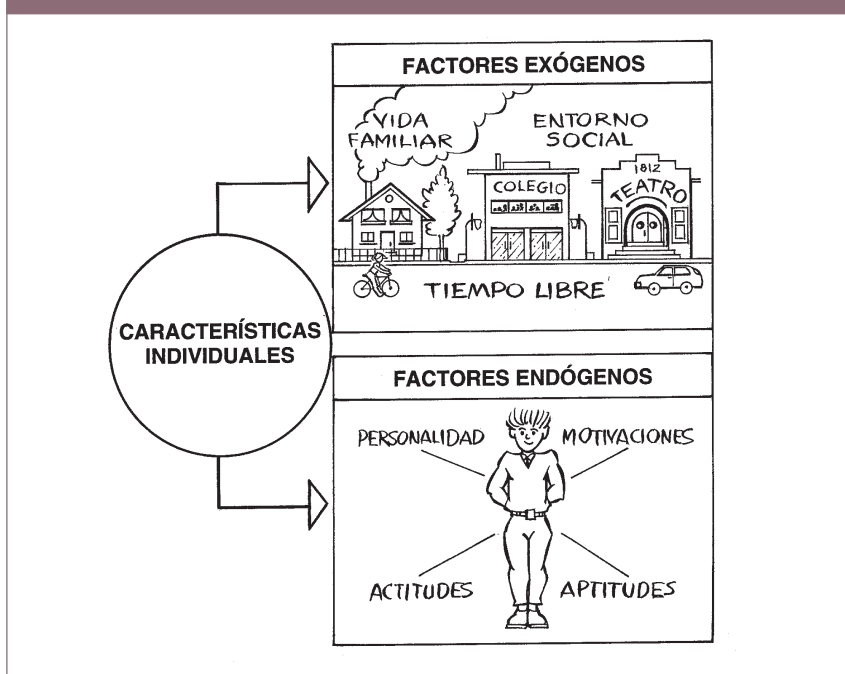 FACTORES EXÓGENOS
VIDA
FAMILIAR
ENTORNO
SOCIAL
COLEGIO
1812
TEATRO
TIEMPO LIBRE
CARACTERÍSTICAS
INDIVIDUALES
FACTORES ENDÓGENOS
PERSONALIDAD
MOTIVACIONES
ACTITUDES
APTITUDES